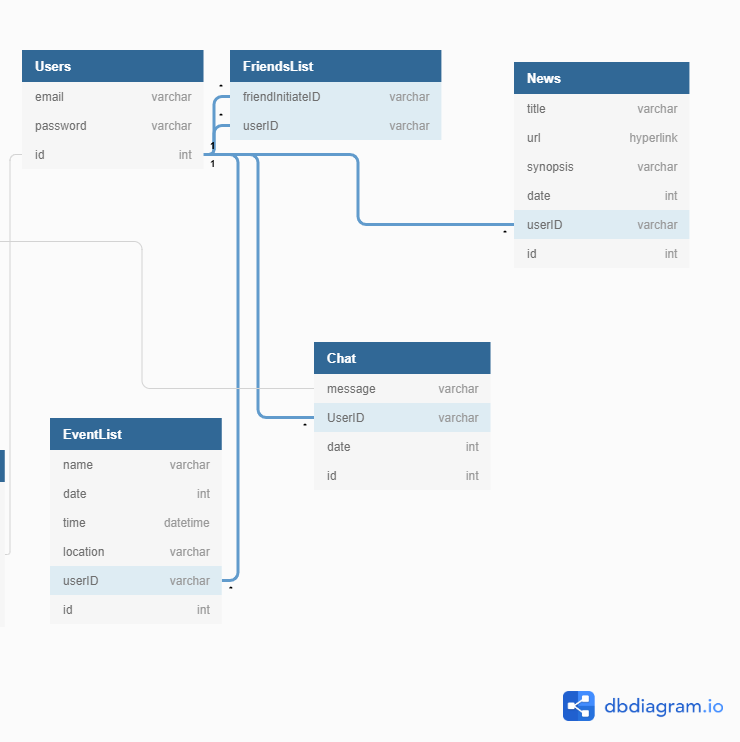 Users
email varchar
password varchar
id int
FriendsList
friendInitiateID varchar
userID varchar
*
*
1
1
News
title varchar
url hyperlink
synopsis varchar
date int
userID varchar
id int
*
Chat
message varchar
UserID varchar
date int
id int
*
EventList
name varchar
date int
time datetime
location varchar
userID varchar
id int
*
dbdiagram.io